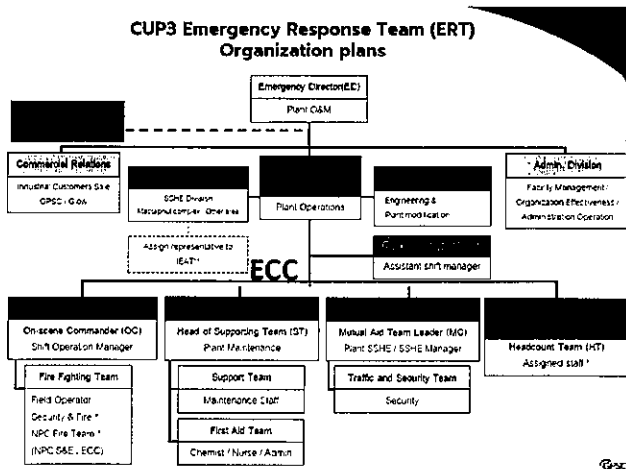 CUP3 Emergency Response Team (ERT)
Organization plans
Emergency Director(ED)
Plant O&M
Commercial Relations
Industrial Customers Sale
Admin. Division
Facility Management /
Organization Effectiveness /
Administration Operation
SSHE Division
Plant Operations
Engineering &
Plant modification
Assign representative to
IEAT**
ECC
Assistant shift manager
On-scene Commander (OC)
Shift Operation Manager
Head of Supporting Team (ST)
Plant Maintenance
Mutual Aid Team Leader (MC)
Plant SSHE / SSHE Manager
Headcount Team (HT)
Assigned staff *
Fire Fighting Team
Field Operator
Security & Fire *
NPC Fire Team *
(NPC S&E , ECC)
Support Team
Maintenance Staff
First Aid Team
Chemist / Nurse / Admin
Traffic and Security Team
Security